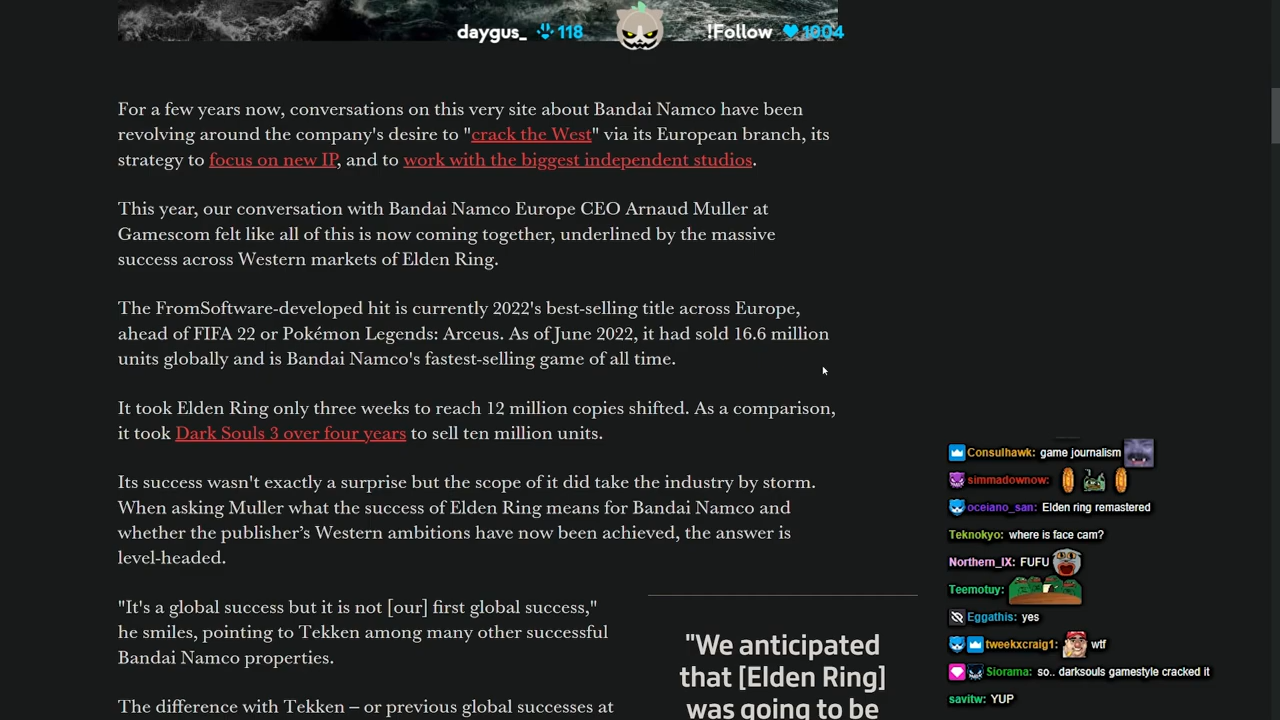 daygus_ 118 !Follow 1004
For a few years now, conversations on this very site about Bandai Namco have been
revolving around the company's desire to "crack the West" via its European branch, its
strategy to focus on new IP, and to work with the biggest independent studios.
This year, our conversation with Bandai Namco Europe CEO Arnaud Muller at
Gamescom felt like all of this is now coming together, underlined by the massive
success across Western markets of Elden Ring.
The FromSoftware-developed hit is currently 2022's best-selling title across Europe,
ahead of FIFA 22 or Pokémon Legends: Arceus. As of June 2022, it had sold 16.6 million
units globally and is Bandai Namco's fastest-selling game of all time.
It took Elden Ring only three weeks to reach 12 million copies shifted. As a comparison,
it took Dark Souls 3 over four years to sell ten million units.
Its success wasn't exactly a surprise but the scope of it did take the industry by storm.
When asking Muller what the success of Elden Ring means for Bandai Namco and
whether the publisher’s Western ambitions have now been achieved, the answer is
level-headed.
"It's a global success but it is not [our] first global success,"
he smiles, pointing to Tekken among many other successful
Bandai Namco properties.
The difference with Tekken – or previous global successes at
"We anticipated
that [Elden Ring]
was going to be
Consulhawk: game journalism
simmadownow:
oceiano_san: Elden ring remastered
Teknokyo: where is face cam?
Northern_IX: FUFU
Teemotuy:
Eggathis: yes
tweekxcraig1: wtf
Siorama: so.. darksouls gamestyle cracked it
savitw: YUP